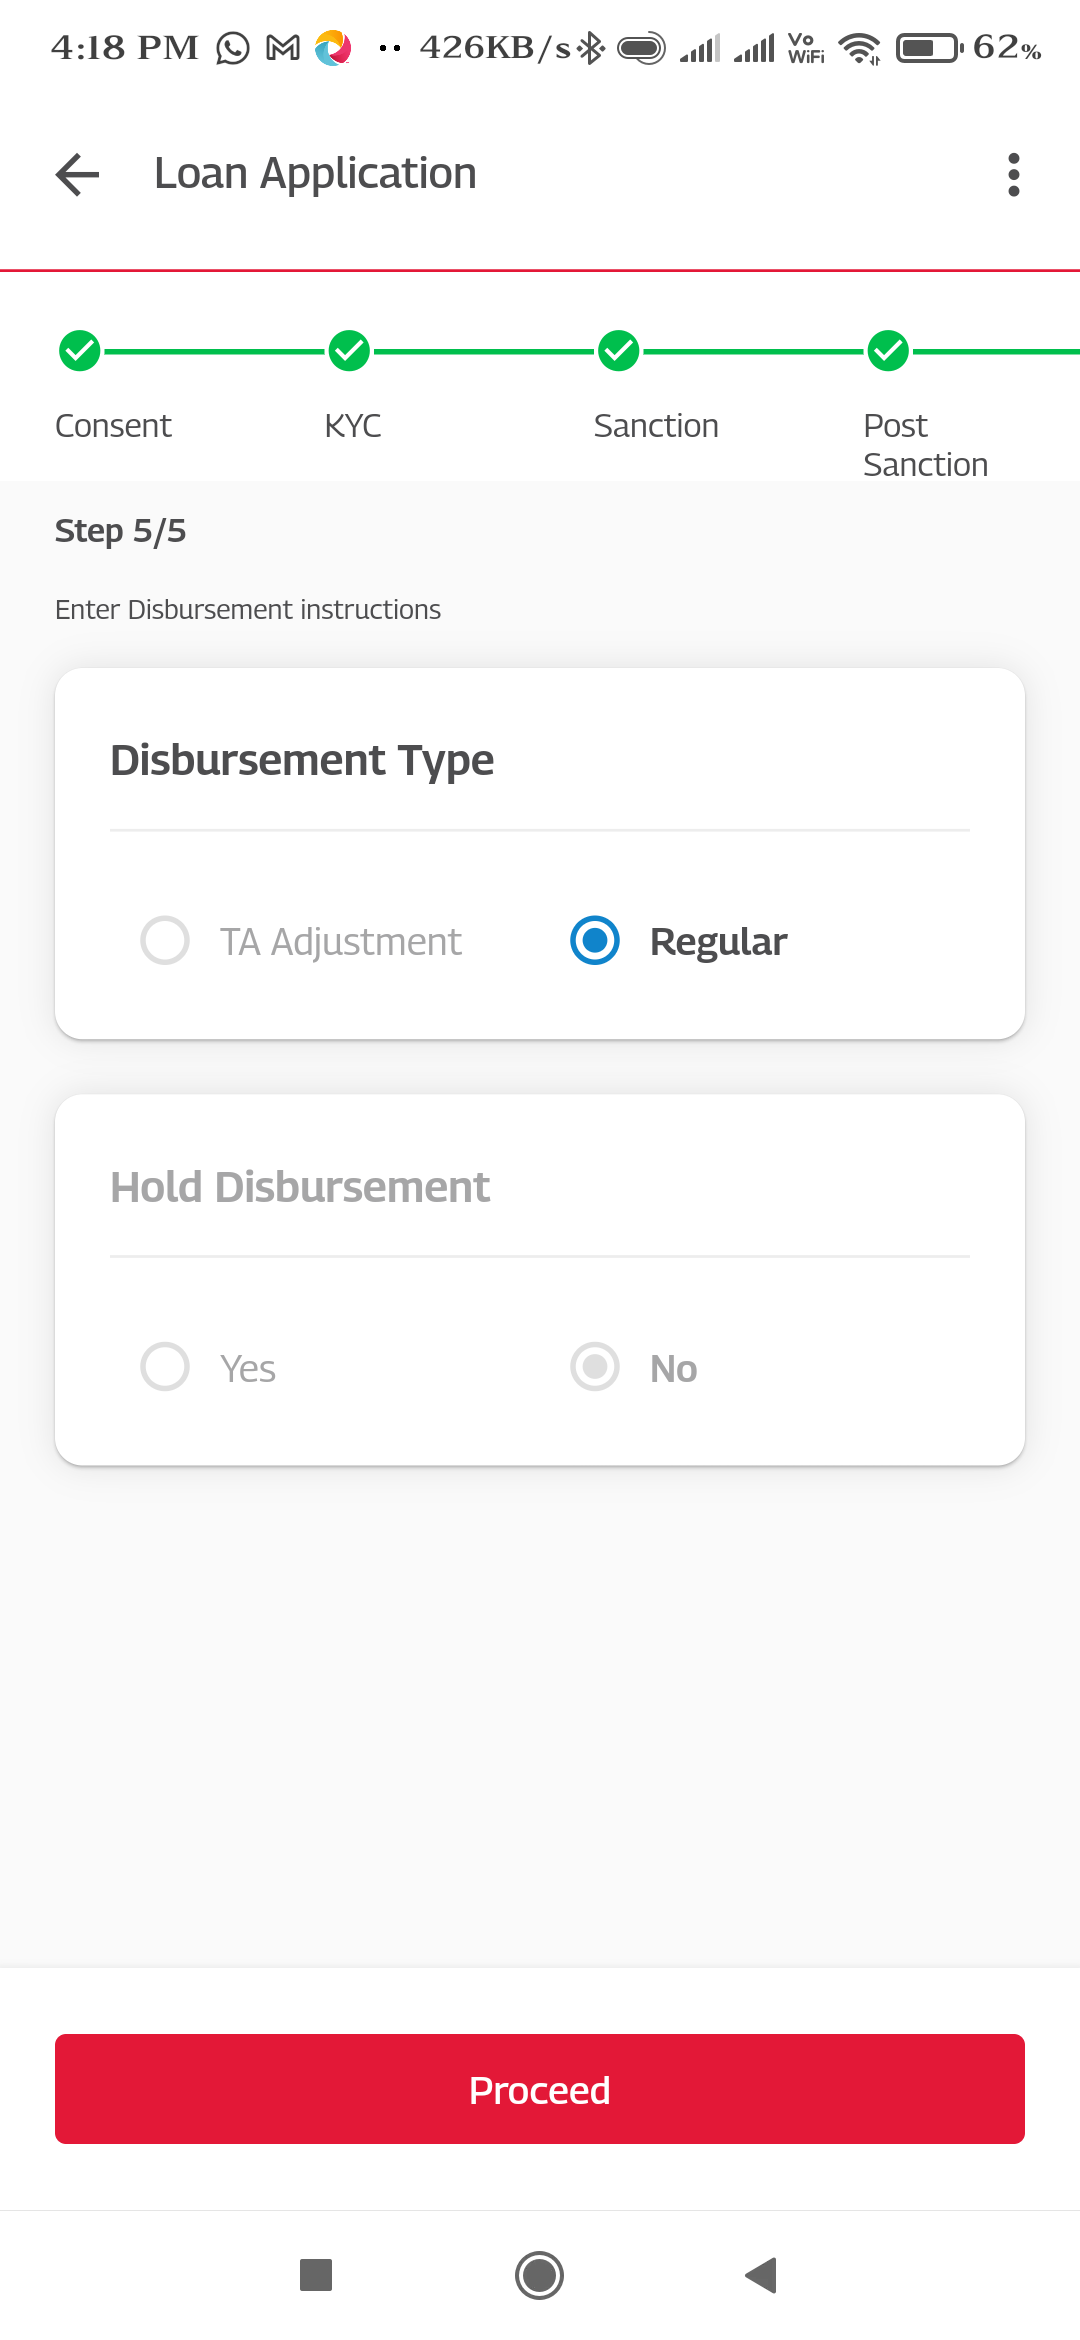 4:18 PM 426KB/s Vo WiFi 62%
Loan Application
Consent KYC Sanction Post Sanction
Step 5/5
Enter Disbursement instructions
Disbursement Type
TA Adjustment Regular
Hold Disbursement
Yes No
Proceed